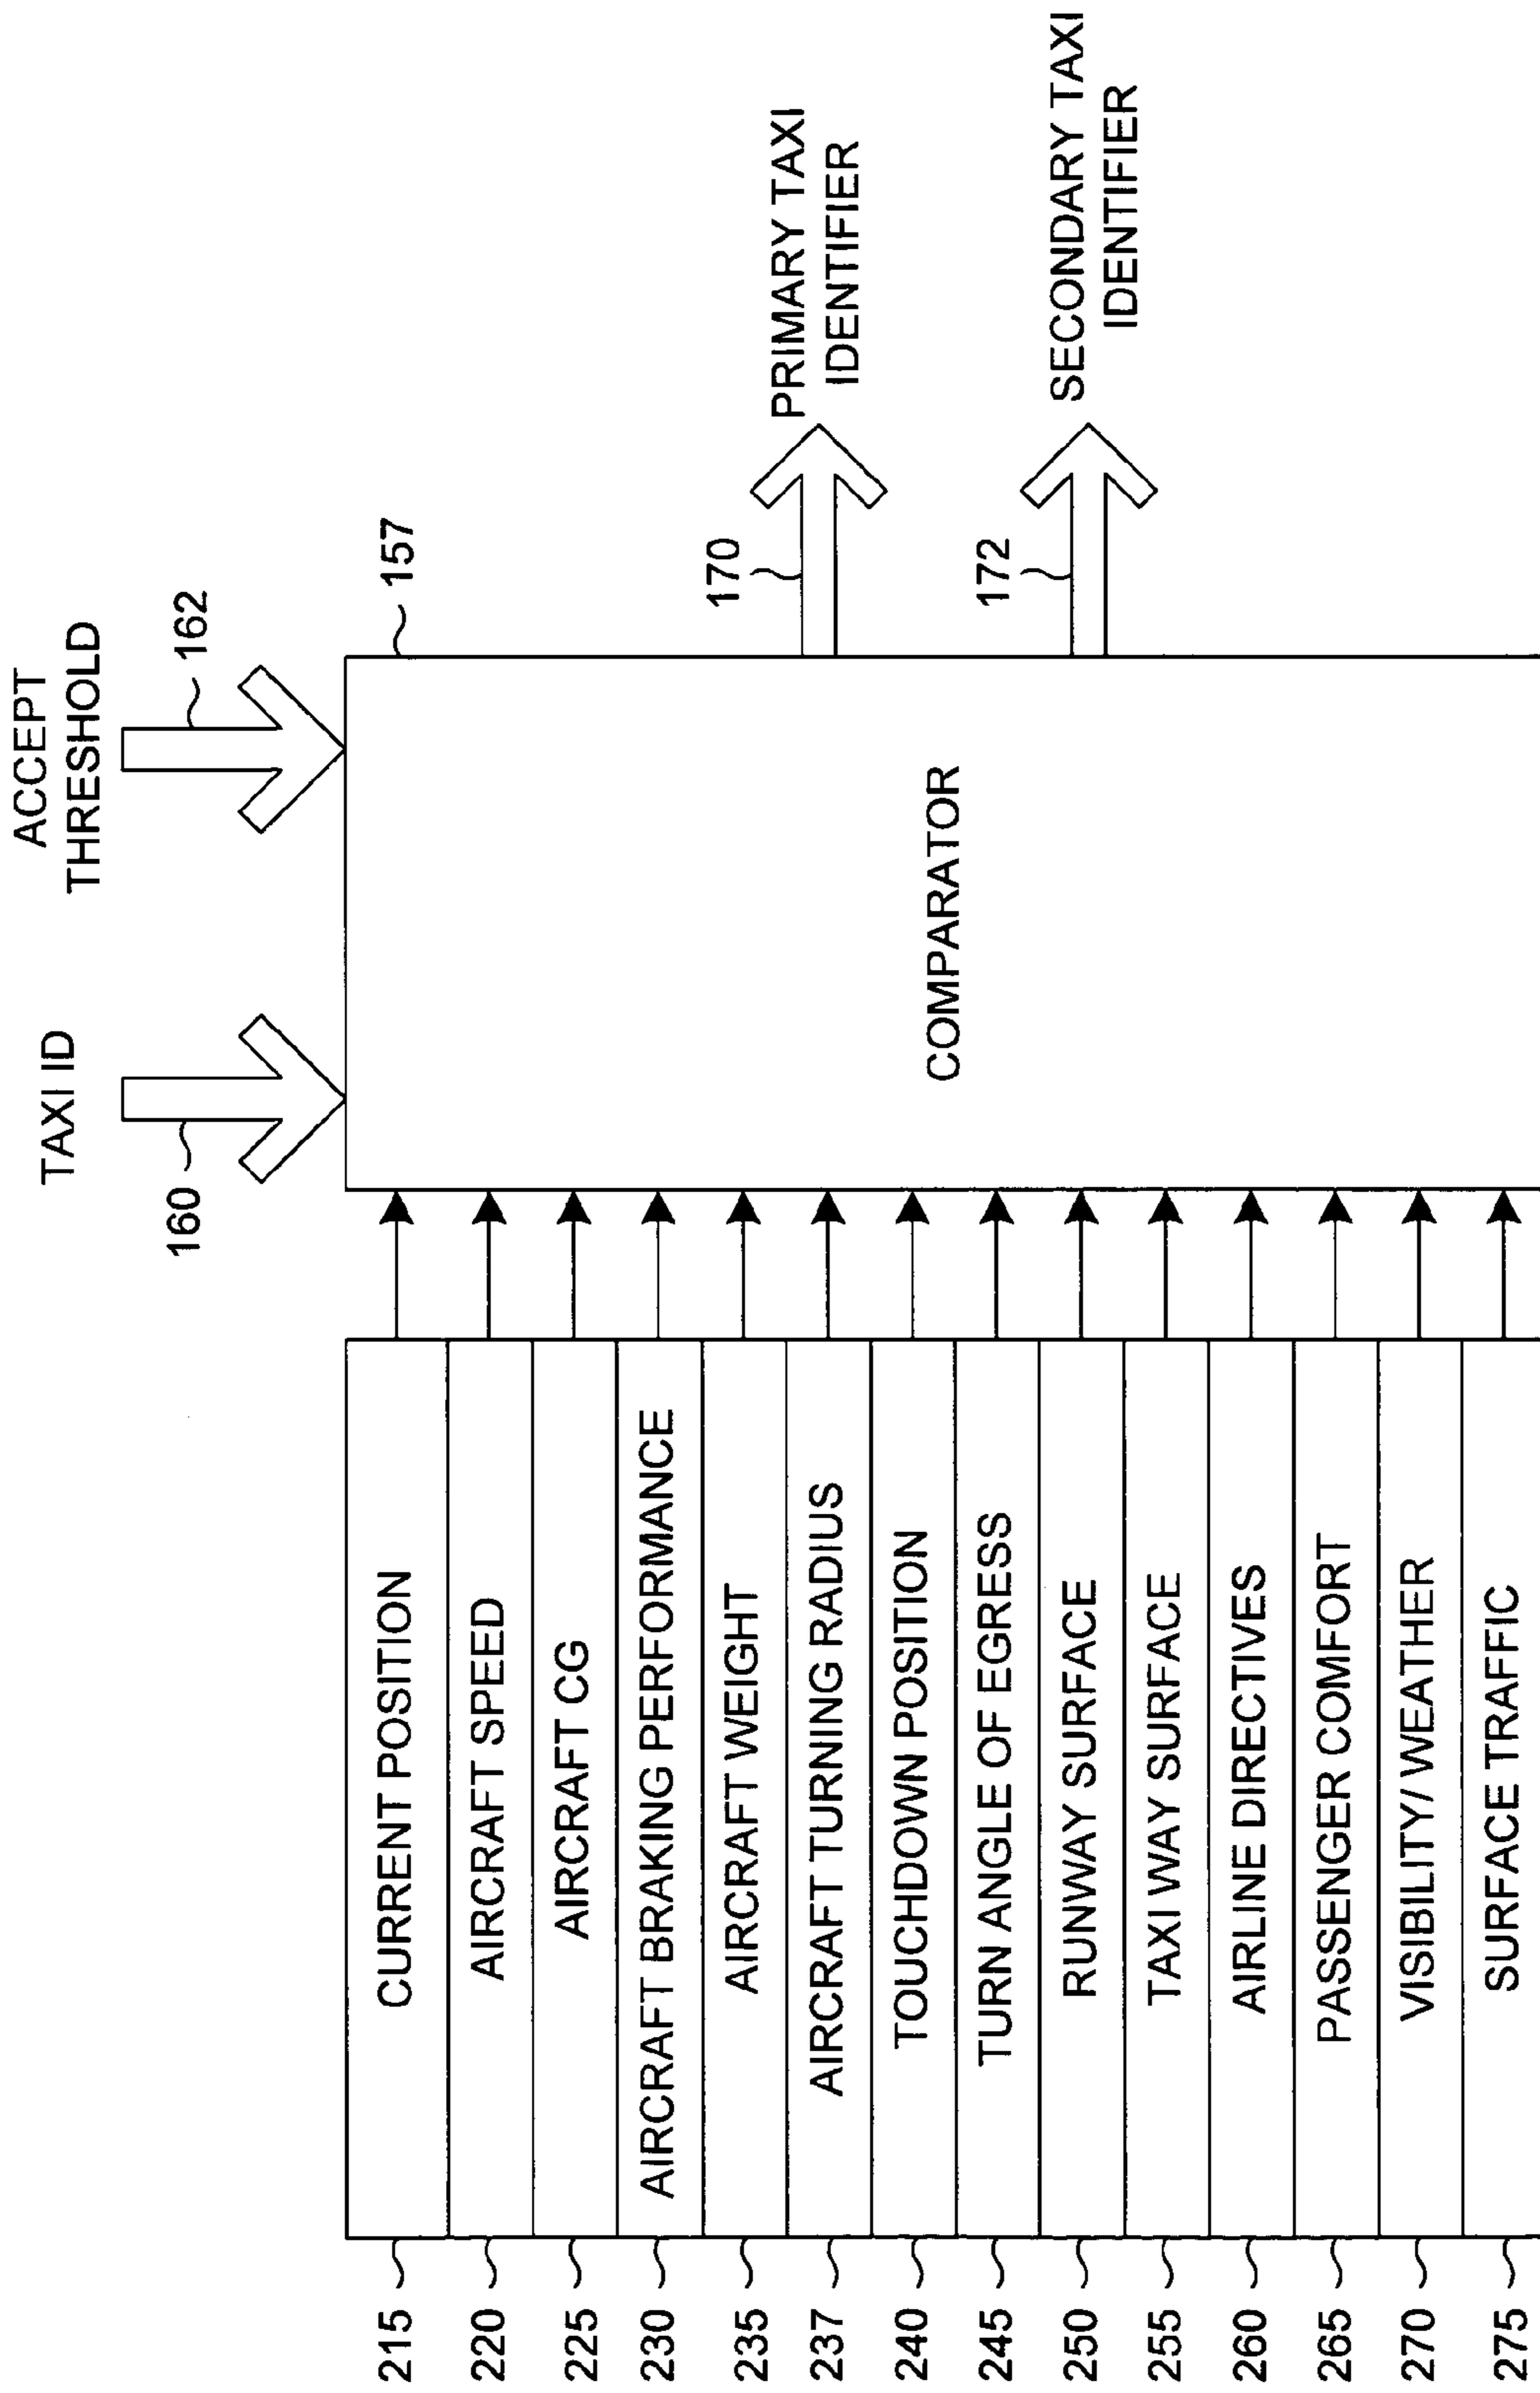 TAXI ID
ACCEPT
THRESHOLD
160
162
157
215
CURRENT POSITION
220
AIRCRAFT SPEED
225
AIRCRAFT CG
230
AIRCRAFT BRAKING PERFORMANCE
235
AIRCRAFT WEIGHT
237
AIRCRAFT TURNING RADIUS
240
TOUCHDOWN POSITION
245
TURN ANGLE OF EGRESS
250
RUNWAY SURFACE
255
TAXI WAY SURFACE
260
AIRLINE DIRECTIVES
265
PASSENGER COMFORT
270
VISIBILITY/WEATHER
275
SURFACE TRAFFIC
COMPARATOR
170
PRIMARY TAXI
IDENTIFIER
172
SECONDARY TAXI
IDENTIFIER